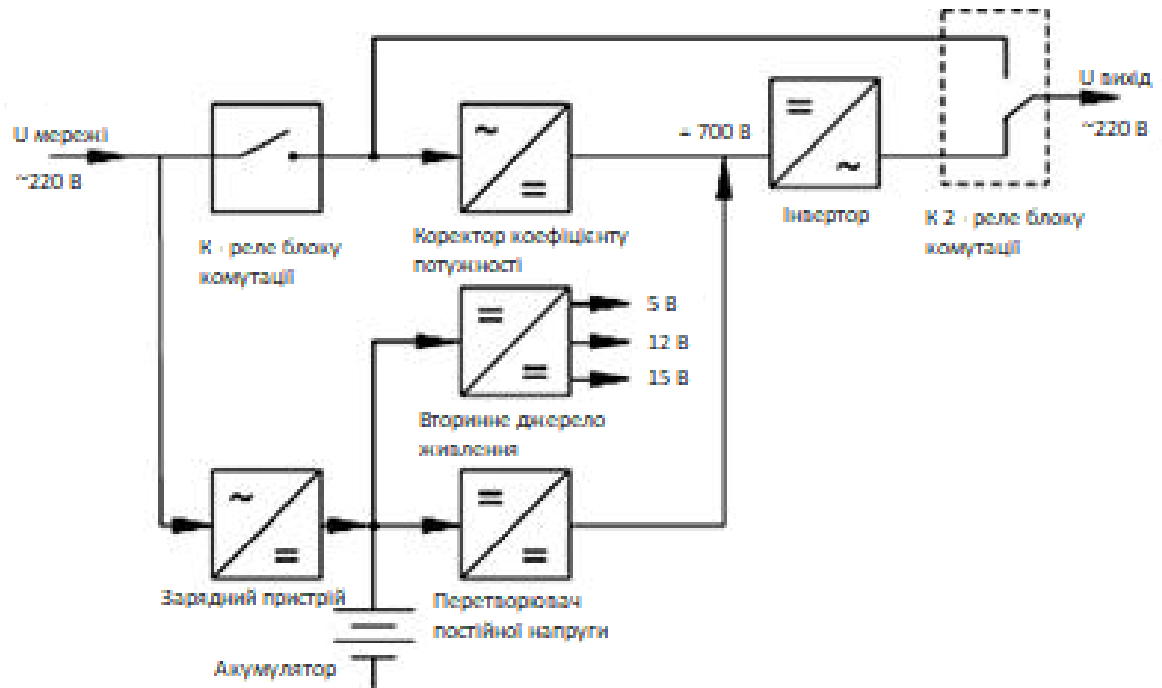 U мережі
~220 В
К - реле блоку
комутації
~
=
Коректор коефіцієнту
потужності
= 700 В
=
~
Інвертор
U вихід
~220 В
К 2 - реле блоку
комутації
=
=
5 В
12 В
15 В
Вторинне джерело
живлення
~
=
Зарядний пристрій
=
=
Перетворювач
постійної напруги
Акумулятор